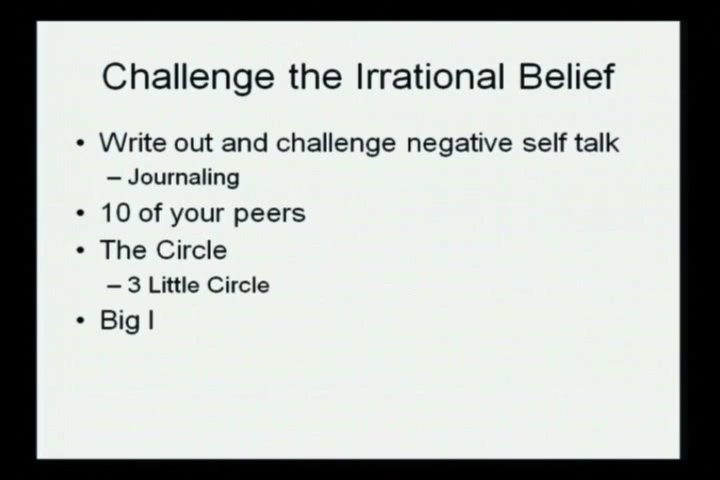 Challenge the Irrational Belief
• Write out and challenge negative self talk
– Journaling
• 10 of your peers
• The Circle
– 3 Little Circle
• Big I